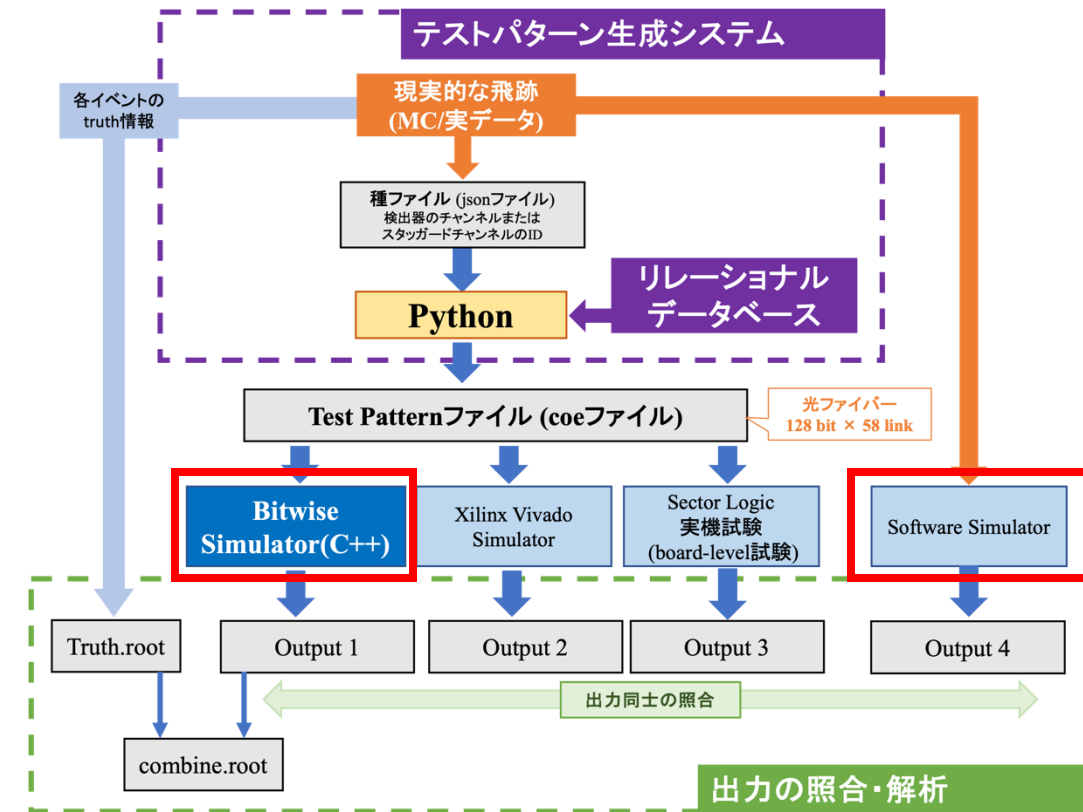 テストパターン生成システム
各イベントの
truth情報
現実的な飛跡
(MC/実データ)
種ファイル (jsonファイル)
検出器のチャンネルまたは
スタッガードチャンネルのID
リレーショナル
データベース
Python
Test Patternファイル (coeファイル)
光ファイバー
128 bit × 58 link
Bitwise
Simulator(C++)
Xilinx Vivado
Simulator
Sector Logic
実機試験
(board-level試験)
Software Simulator
Truth.root
Output 1
Output 2
Output 3
Output 4
出力同士の照合
combine.root
出力の照合・解析